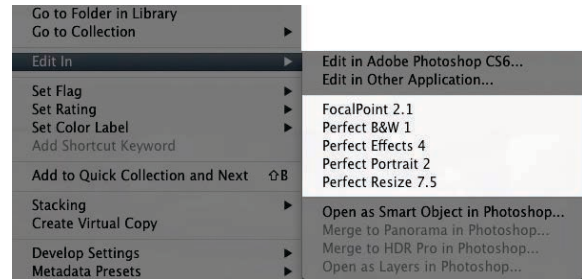 Go to Folder in Library
Go to Collection
Edit In
Set Flag
Set Rating
Set Color Label
Add Shortcut Keyword
Add to Quick Collection and Next ⇧B
Stacking
Create Virtual Copy
Develop Settings
Metadata Presets
Edit in Adobe Photoshop CS6...
Edit in Other Application...
FocalPoint 2.1
Perfect B&W 1
Perfect Effects 4
Perfect Portrait 2
Perfect Resize 7.5
Open as Smart Object in Photoshop...
Merge to Panorama in Photoshop...
Merge to HDR Pro in Photoshop...
Open as Layers in Photoshop...